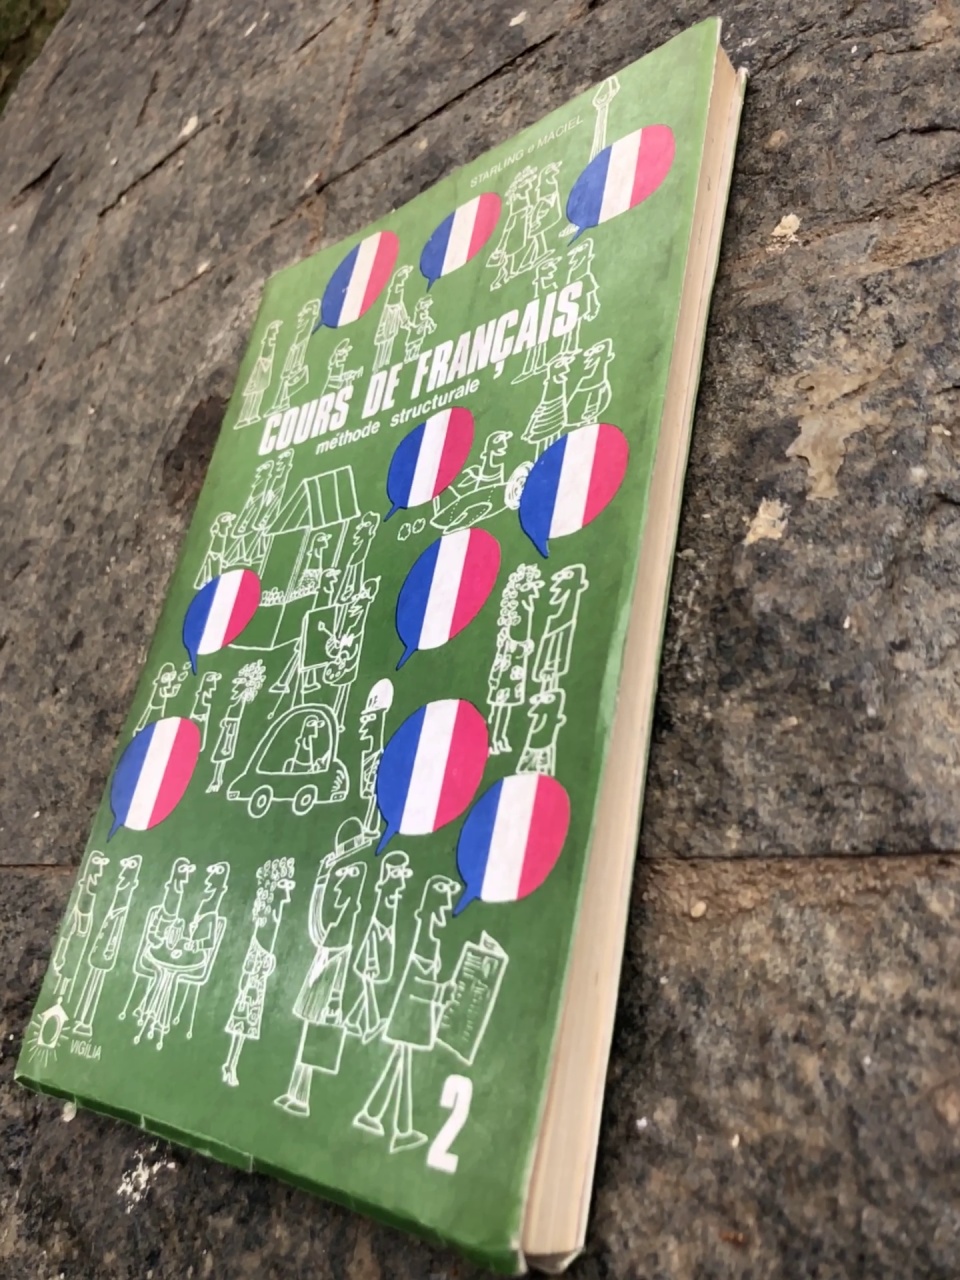 STARLING e MACIEL
COURS DE FRANÇAIS
méthode structurale
VIGÍLIA
2